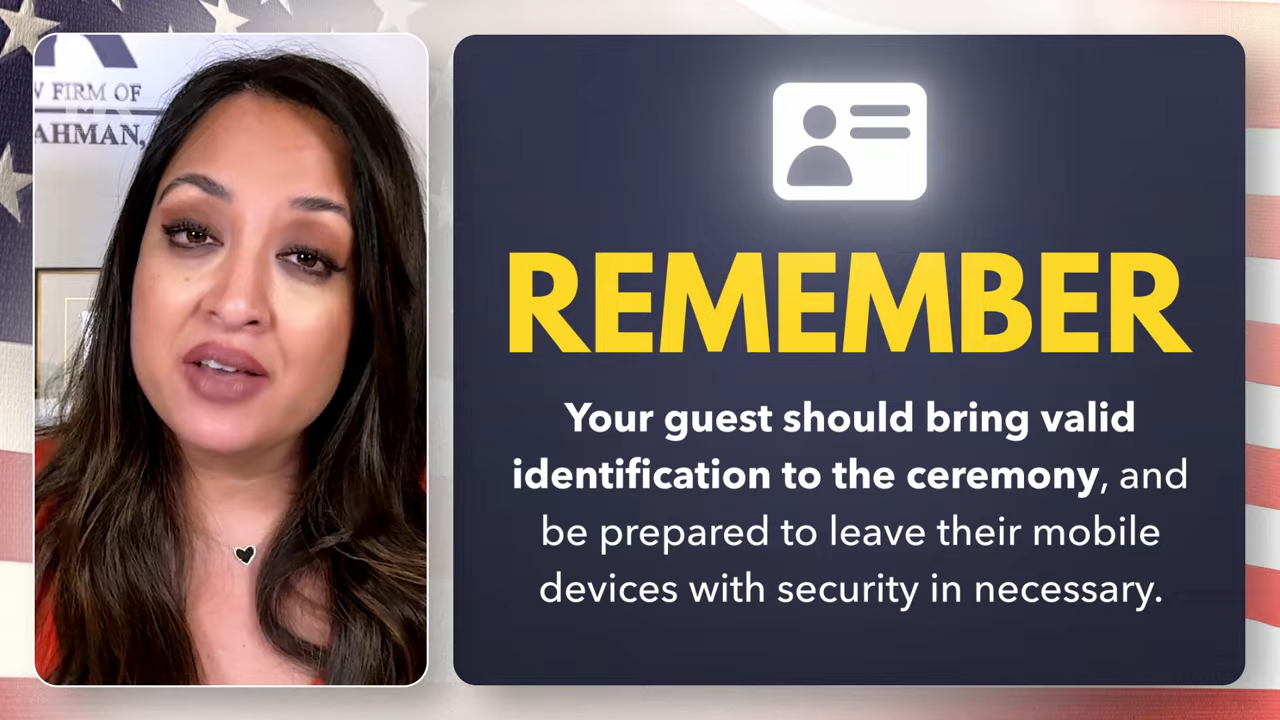 W FIRM OF
AHMAN,
REMEMBER
Your guest should bring valid
identification to the ceremony, and
be prepared to leave their mobile
devices with security in necessary.